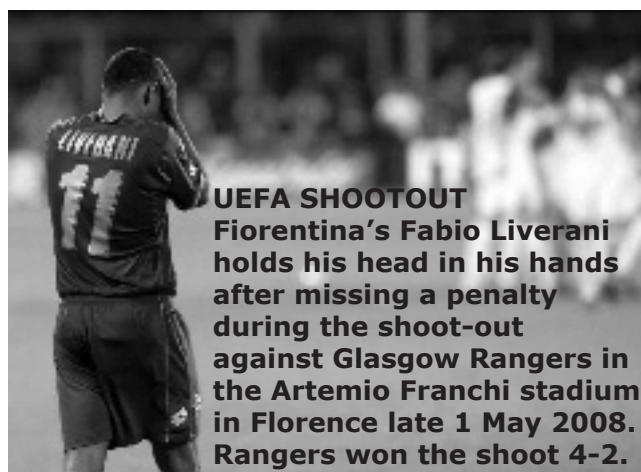 LIVERANI
11
UEFA SHOOTOUT
Fiorentina’s Fabio Liverani
holds his head in his hands
after missing a penalty
during the shoot-out
against Glasgow Rangers in
the Artemio Franchi stadium
in Florence late 1 May 2008.
Rangers won the shoot 4-2.